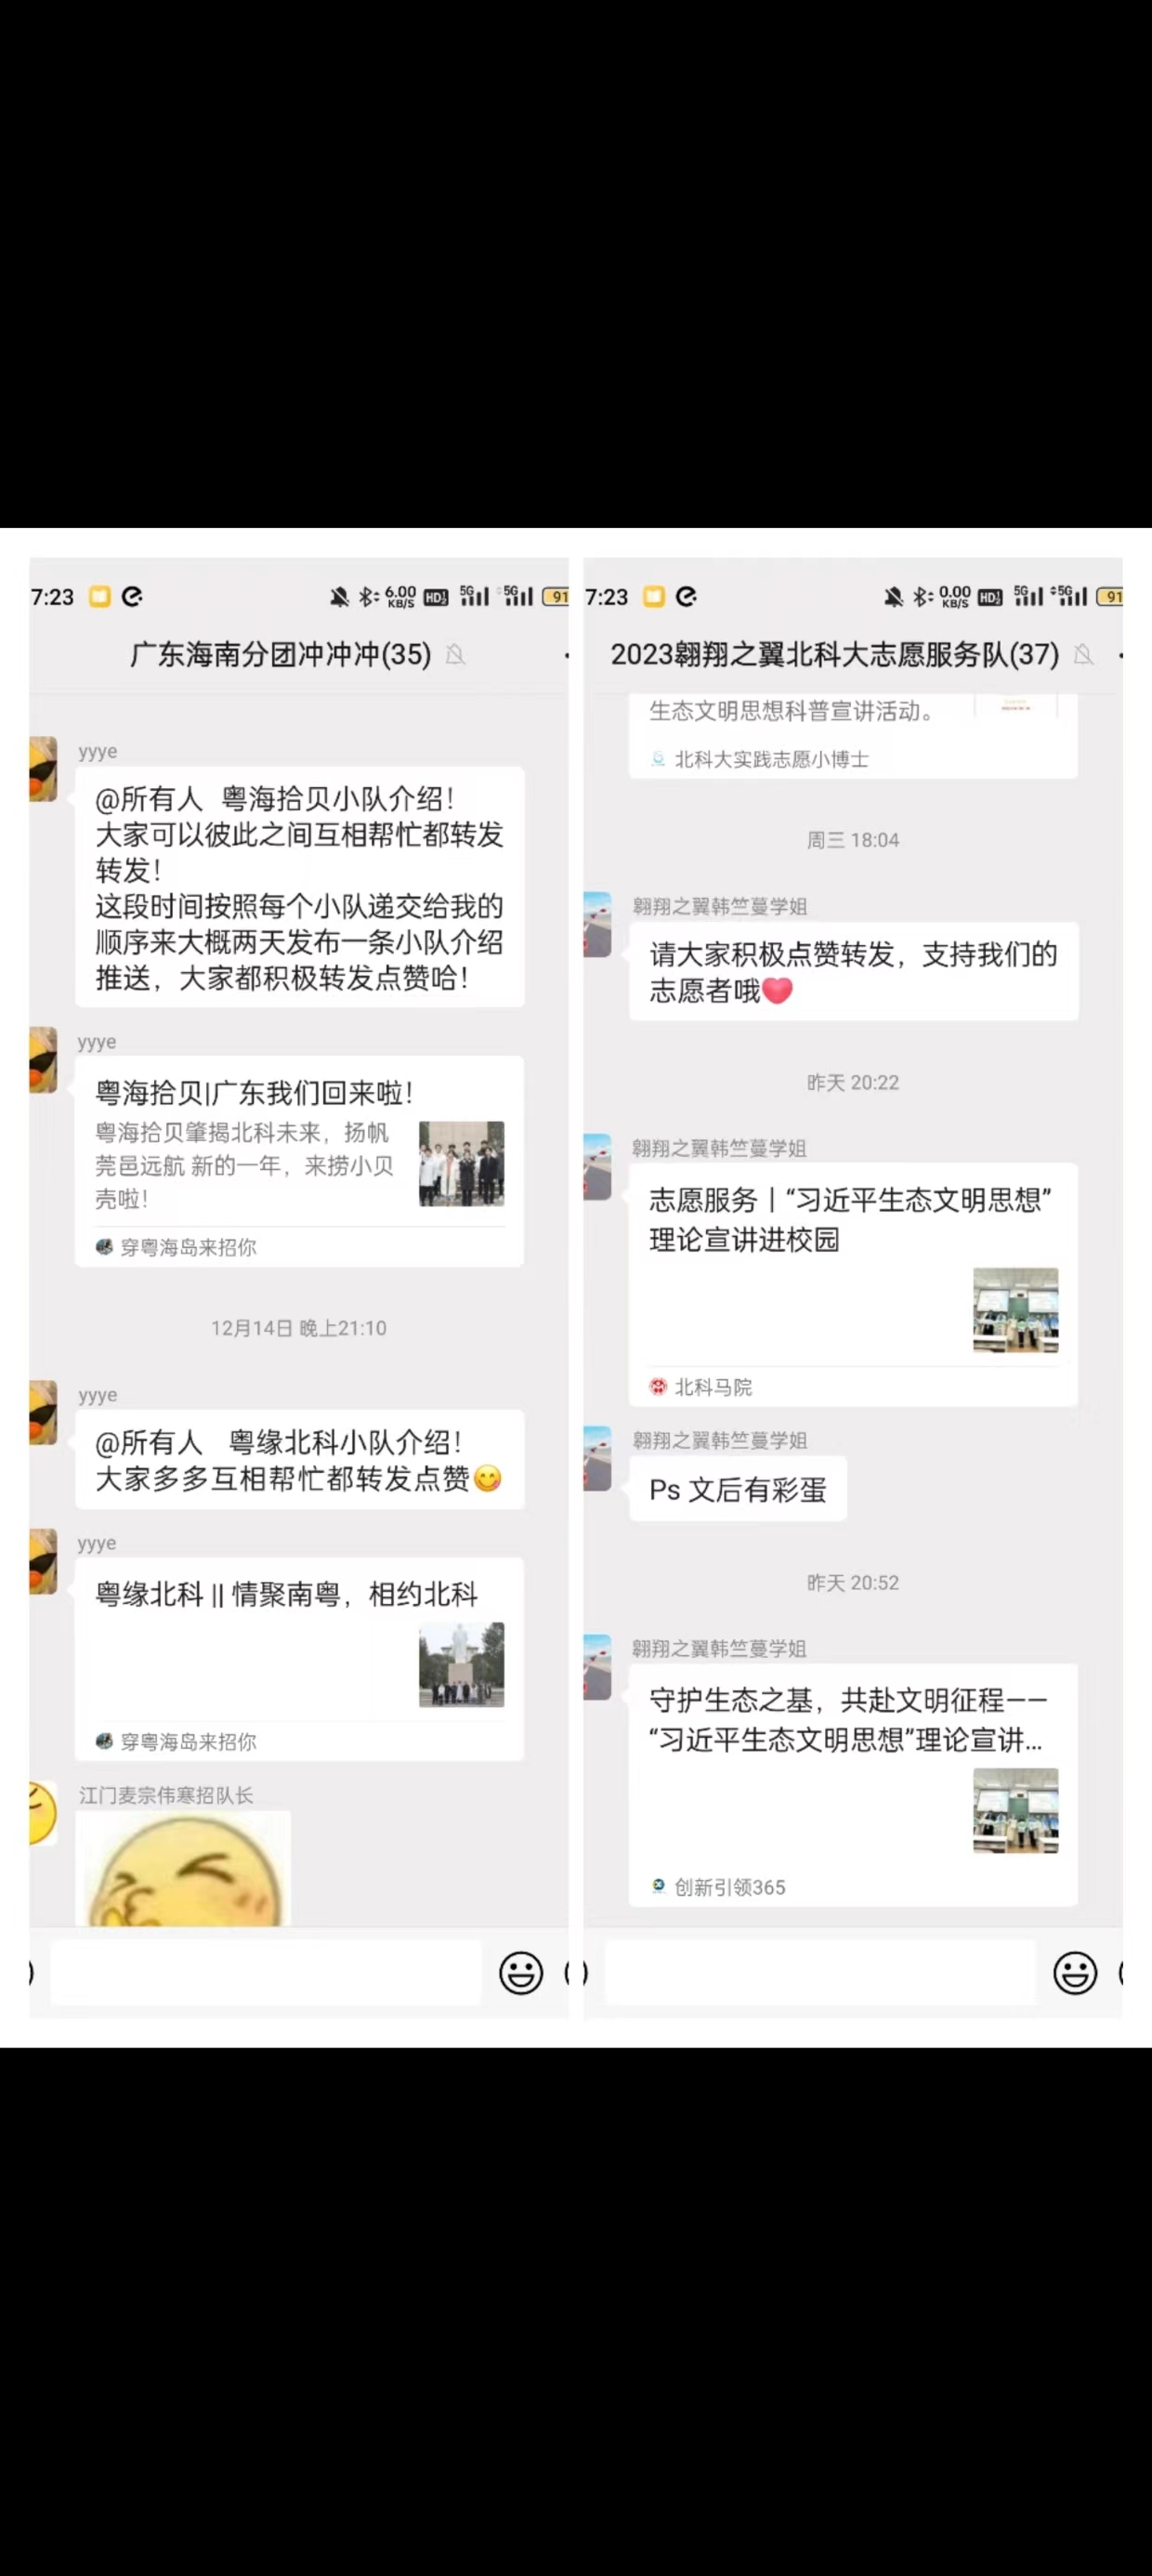 7:23 6.00 KB/S HD 5G 5G 91
广东海南分团冲冲冲(35)
yyye
@所有人 粤海拾贝小队介绍！
大家可以彼此之间互相帮忙都转发
转发！
这段时间按照每个小队递交给我的
顺序来大概两天发布一条小队介绍
推送，大家都积极转发点赞哈！
yyye
粤海拾贝|广东我们回来啦！
粤海拾贝肇揭北科未来，扬帆
莞邑远航 新的一年，来捞小贝
壳啦！
穿粤海岛来招你
12月14日 晚上21:10
yyye
@所有人 粤缘北科小队介绍！
大家多多互相帮忙都转发点赞
yyye
粤缘北科 || 情聚南粤，相约北科
穿粤海岛来招你
江门麦宗伟寒招队长
7:23 0.00 KB/S HD 5G 5G 91
2023翱翔之翼北科大志愿服务队(37)
生态文明思想科普宣讲活动。
北科大实践志愿小博士
周三 18:04
翱翔之翼韩竺蔓学姐
请大家积极点赞转发，支持我们的
志愿者哦
昨天 20:22
翱翔之翼韩竺蔓学姐
志愿服务 | “习近平生态文明思想”
理论宣讲进校园
北科马院
翱翔之翼韩竺蔓学姐
Ps 文后有彩蛋
昨天 20:52
翱翔之翼韩竺蔓学姐
守护生态之基，共赴文明征程——
“习近平生态文明思想”理论宣讲...
创新引领365